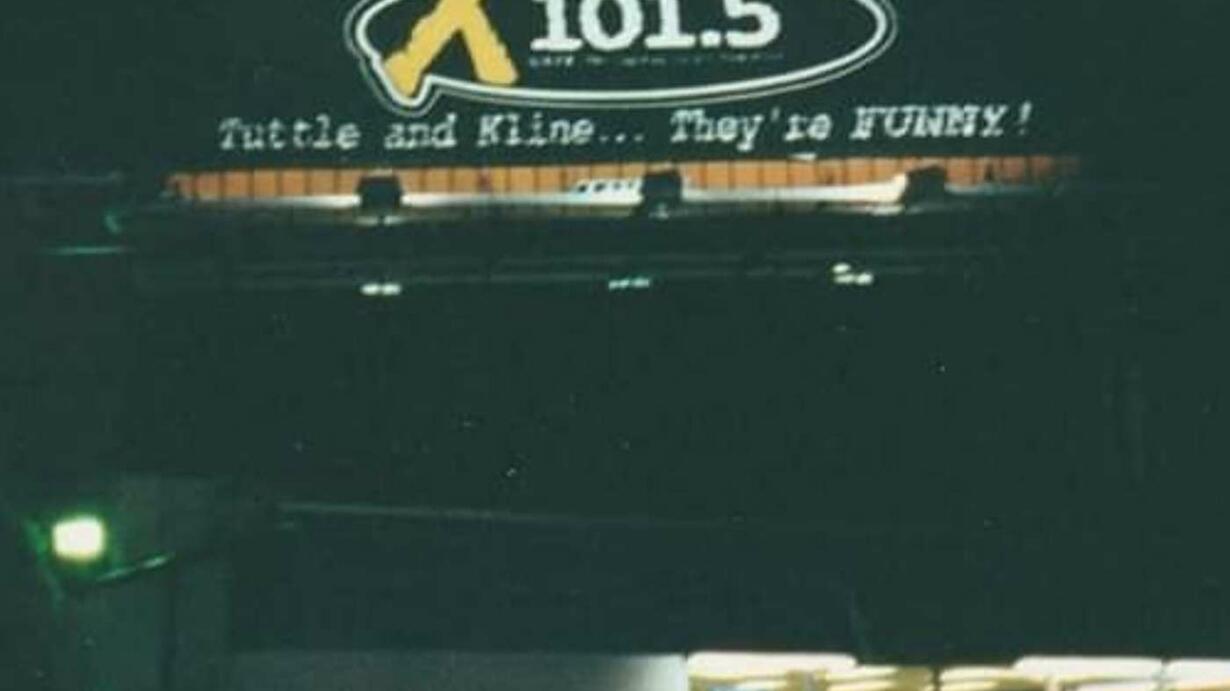 X 101.5
Tuttle and Kline... They're FUNNY!